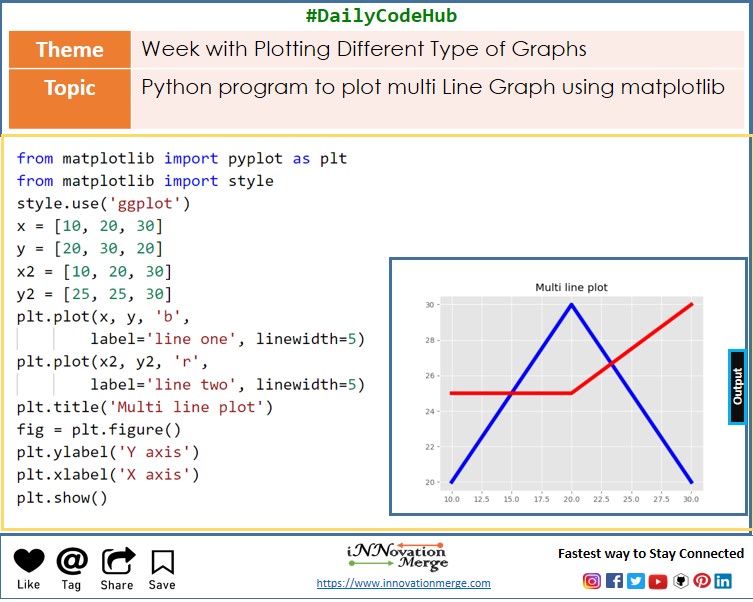 #DailyCodeHub
Theme
Week with Plotting Different Type of Graphs
Topic
Python program to plot multi Line Graph using matplotlib
from matplotlib import pyplot as plt
from matplotlib import style
style.use('ggplot')
x = [10, 20, 30]
y = [20, 30, 20]
x2 = [10, 20, 30]
y2 = [25, 25, 30]
plt.plot(x, y, 'b',
label='line one', linewidth=5)
plt.plot(x2, y2, 'r',
label='line two', linewidth=5)
plt.title('Multi line plot')
fig = plt.figure()
plt.ylabel('Y axis')
plt.xlabel('X axis')
plt.show()
Multi line plot
30
28
26
24
22
20
10.0 12.5 15.0 17.5 20.0 22.5 25.0 27.5 30.0
Output
Like
Tag
Share
Save
iNNovation
Merge
https://www.innovationmerge.com
Fastest way to Stay Connected